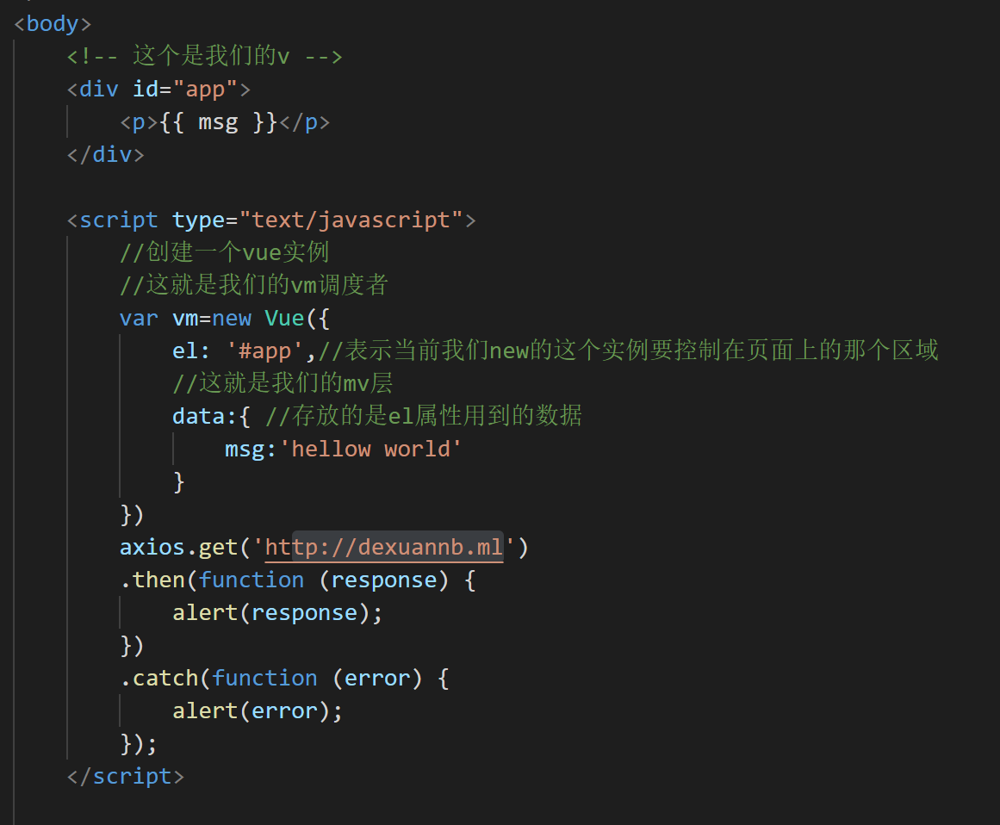 <body>
<!-- 这个是我们的v -->
<div id="app">
<p>{{ msg }}</p>
</div>
<script type="text/javascript">
//创建一个vue实例
//这就是我们的vm调度者
var vm=new Vue({
el: '#app',//表示当前我们new的这个实例要控制在页面上的那个区域
//这就是我们的mv层
data:{ //存放的是el属性用到的数据
msg:'hellow world'
}
})
axios.get('http://dexuannb.ml')
.then(function (response) {
alert(response);
})
.catch(function (error) {
alert(error);
});
</script>